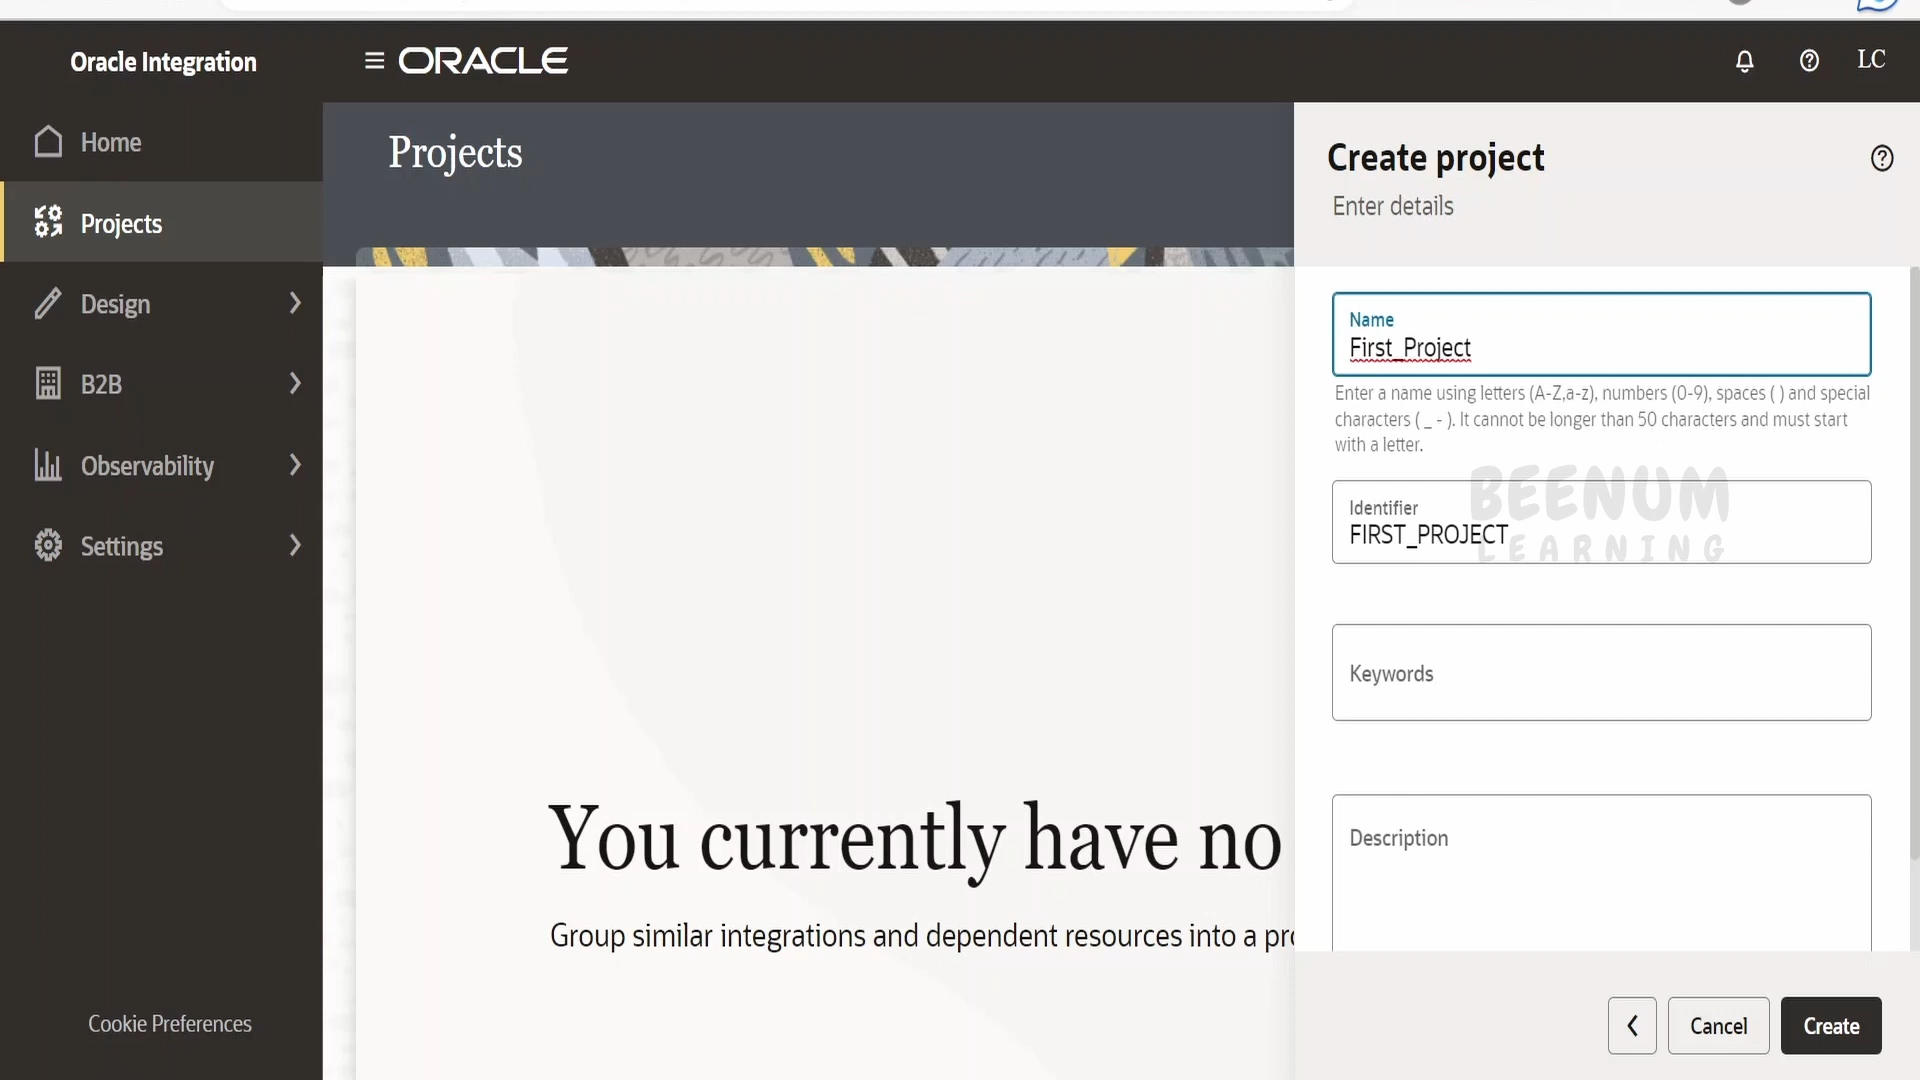 Oracle Integration
ORACLE
LC
Home
Projects
Design
B2B
Observability
Settings
Cookie Preferences
Projects
You currently have no
Group similar integrations and dependent resources into a pro
Create project
Enter details
Name
First_Project
Enter a name using letters (A-Z,a-z), numbers (0-9), spaces ( ) and special
characters ( _ - ). It cannot be longer than 50 characters and must start
with a letter.
BEENUM
LEARNING
Identifier
FIRST_PROJECT
Keywords
Description
Cancel
Create